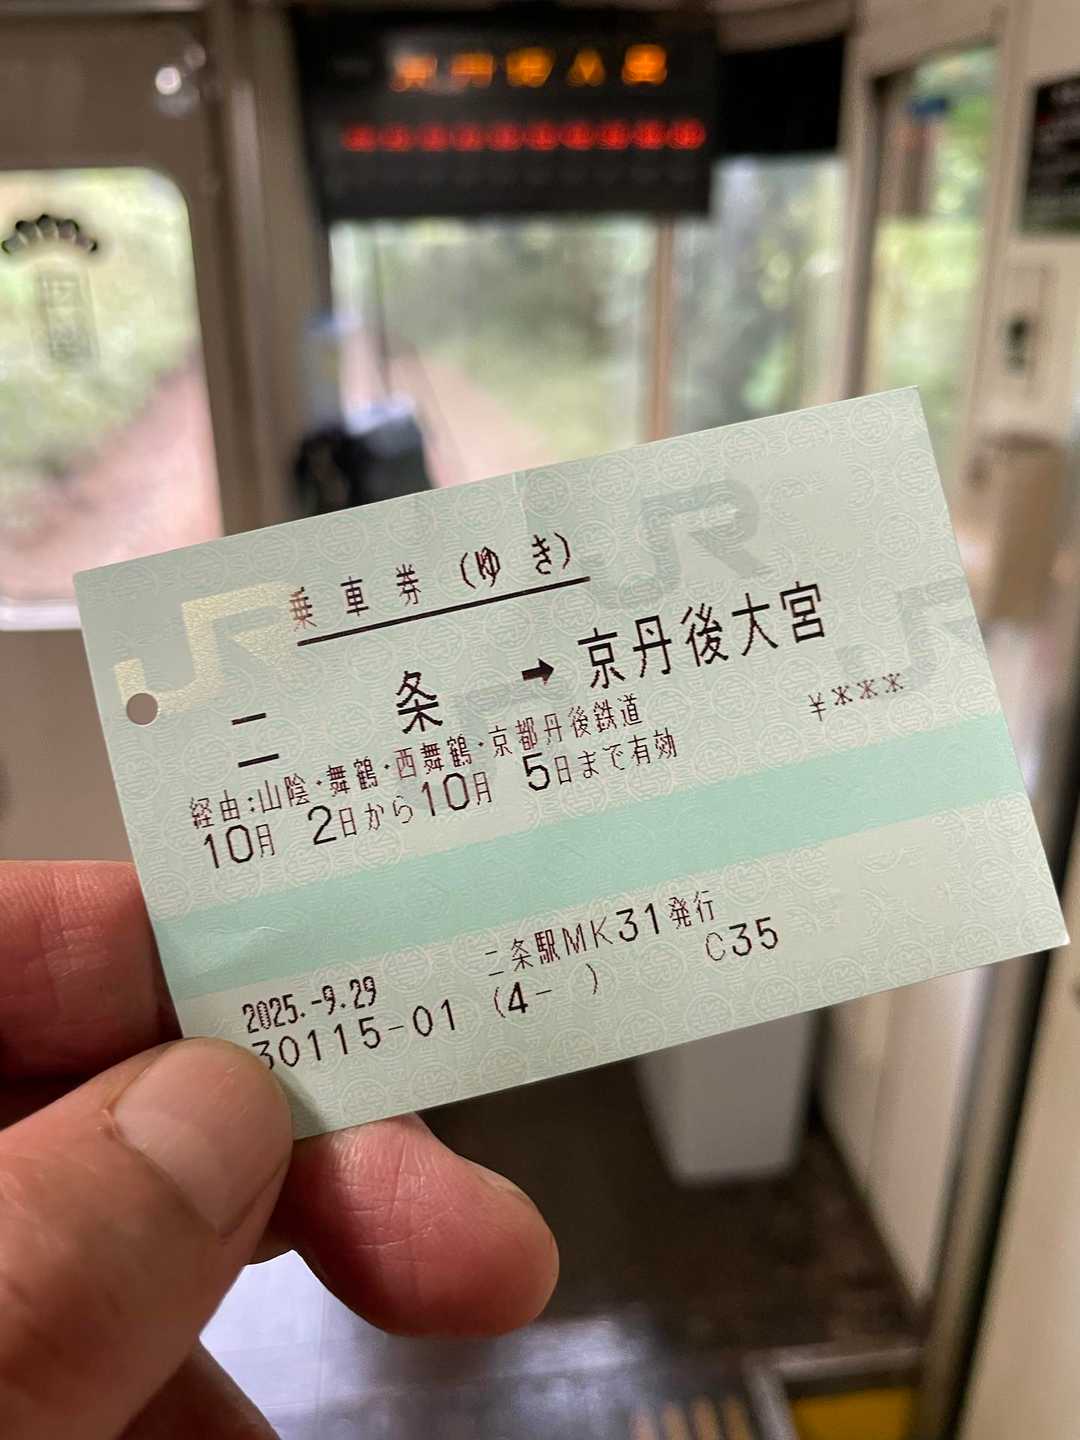 乗車券 (ゆき)
二 条 ➡ 京丹後大宮
経由:山陰・舞鶴・西舞鶴・京都丹後鉄道
¥***
10月 2日から10月 5日まで有効
二条駅MK31発行
2025.-9.29
30115-01 (4- ) C35
JR
JR